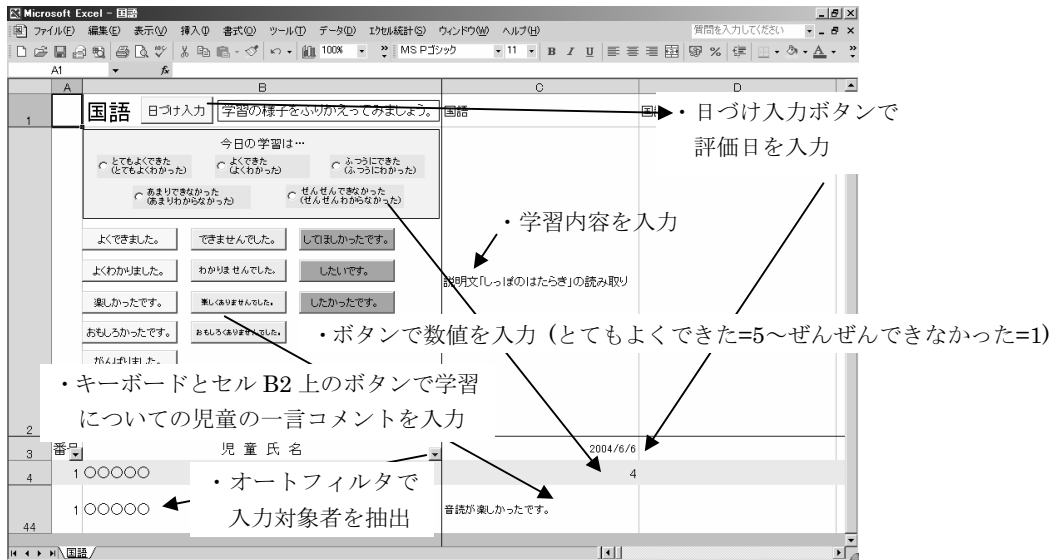 Microsoft Excel - 国語
ファイル(F) 編集(E) 表示(V) 挿入(I) 書式(O) ツール(T) データ(D) エクセル統計(S) ウィンドウ(W) ヘルプ(H) 質問を入力してください
100% MS Pゴシック 11 B I U
A1 fx
A B C D
1 国語 日づけ入力 学習の様子をふりかえってみましょう。 国語
・日づけ入力ボタンで
評価日を入力
今日の学習は…
とてもよくできた よくできた ふつうにできた
(とてもよくわかった) (よくわかった) (ふつうにわかった)
あまりできなかった ぜんぜんできなかった
(あまりわからなかった) (ぜんぜんわからなかった)
・学習内容を入力
よくできました。 できませんでした。 してほしかったです。
よくわかりました。 わかりませんでした。 したいです。
説明文「しっぽのはたらき」の読み取り
楽しかったです。 楽しくありませんでした。 したかったです。
おもしろかったです。 おもしろくありませんでした。
・ボタンで数値を入力 (とてもよくできた=5～ぜんぜんできなかった=1)
がんばりました。
・キーボードとセル B2 上のボタンで学習
についての児童の一言コメントを入力
2
3 番号 児 童 氏 名 2004/6/6
4 1 ○○○○○ 4
・オートフィルタで
入力対象者を抽出
44 1 ○○○○○ 音読が楽しかったです。
国語